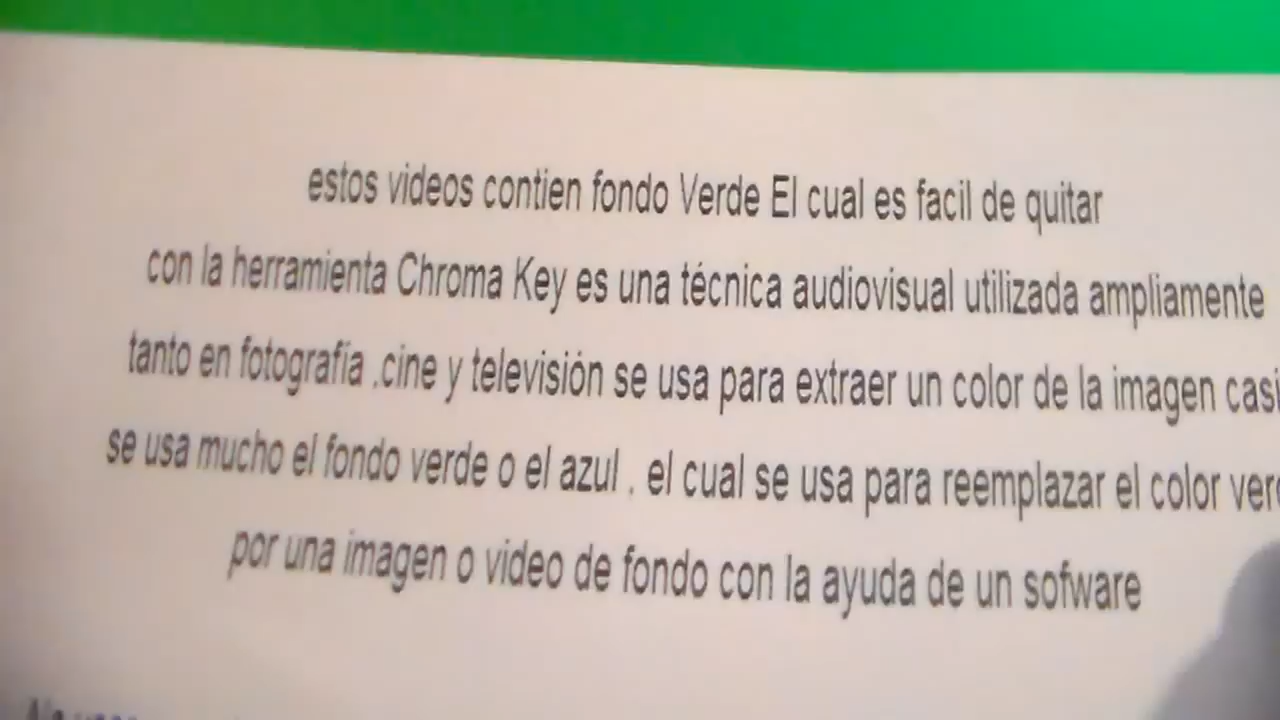 estos videos contien fondo Verde El cual es facil de quitar
con la herramienta Chroma Key es una técnica audiovisual utilizada ampliamente
tanto en fotografía .cine y televisión se usa para extraer un color de la imagen casi
se usa mucho el fondo verde o el azul . el cual se usa para reemplazar el color
por una imagen o video de fondo con la ayuda de un sofware